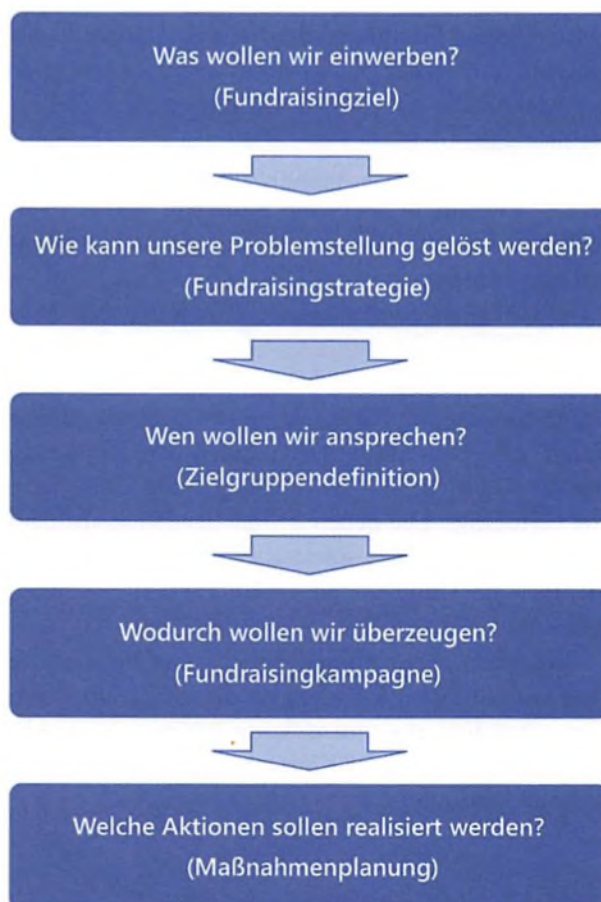 Was wollen wir einwerben?
(Fundraisingziel)
Wie kann unsere Problemstellung gelöst werden?
(Fundraisingstrategie)
Wen wollen wir ansprechen?
(Zielgruppendefinition)
Wodurch wollen wir überzeugen?
(Fundraisingkampagne)
Welche Aktionen sollen realisiert werden?
(Maßnahmenplanung)